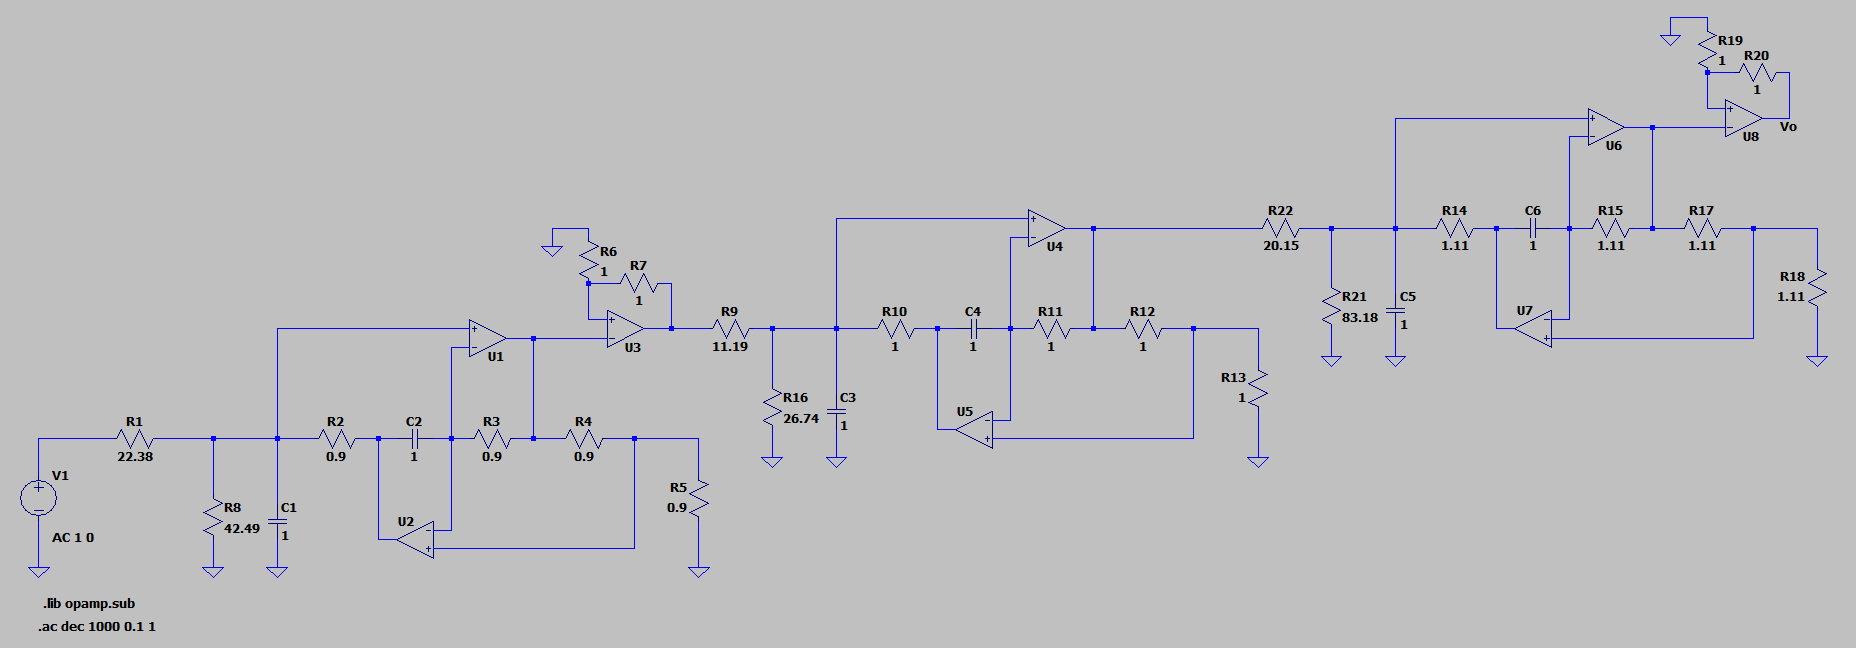 R19
1
R20
1
U8
Vo
U6
R6
1
R7
1
U3
U4
R22
20.15
R14
1.11
C6
1
R15
1.11
R17
1.11
R18
1.11
R21
83.18
C5
1
U7
U1
R9
11.19
R10
1
C4
1
R11
1
R12
1
R13
1
R16
26.74
C3
1
U5
R1
22.38
R2
0.9
C2
1
R3
0.9
R4
0.9
R5
0.9
V1
AC 1 0
R8
42.49
C1
1
U2
.lib opamp.sub
.ac dec 1000 0.1 1